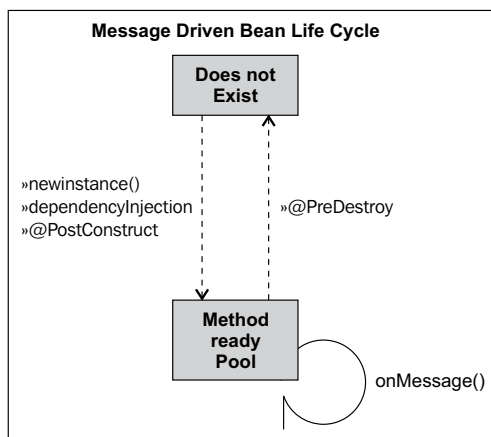 Message Driven Bean Life Cycle
Does not
Exist
»newinstance()
»dependencyInjection
»@PostConstruct
»@PreDestroy
Method
ready
Pool
onMessage()